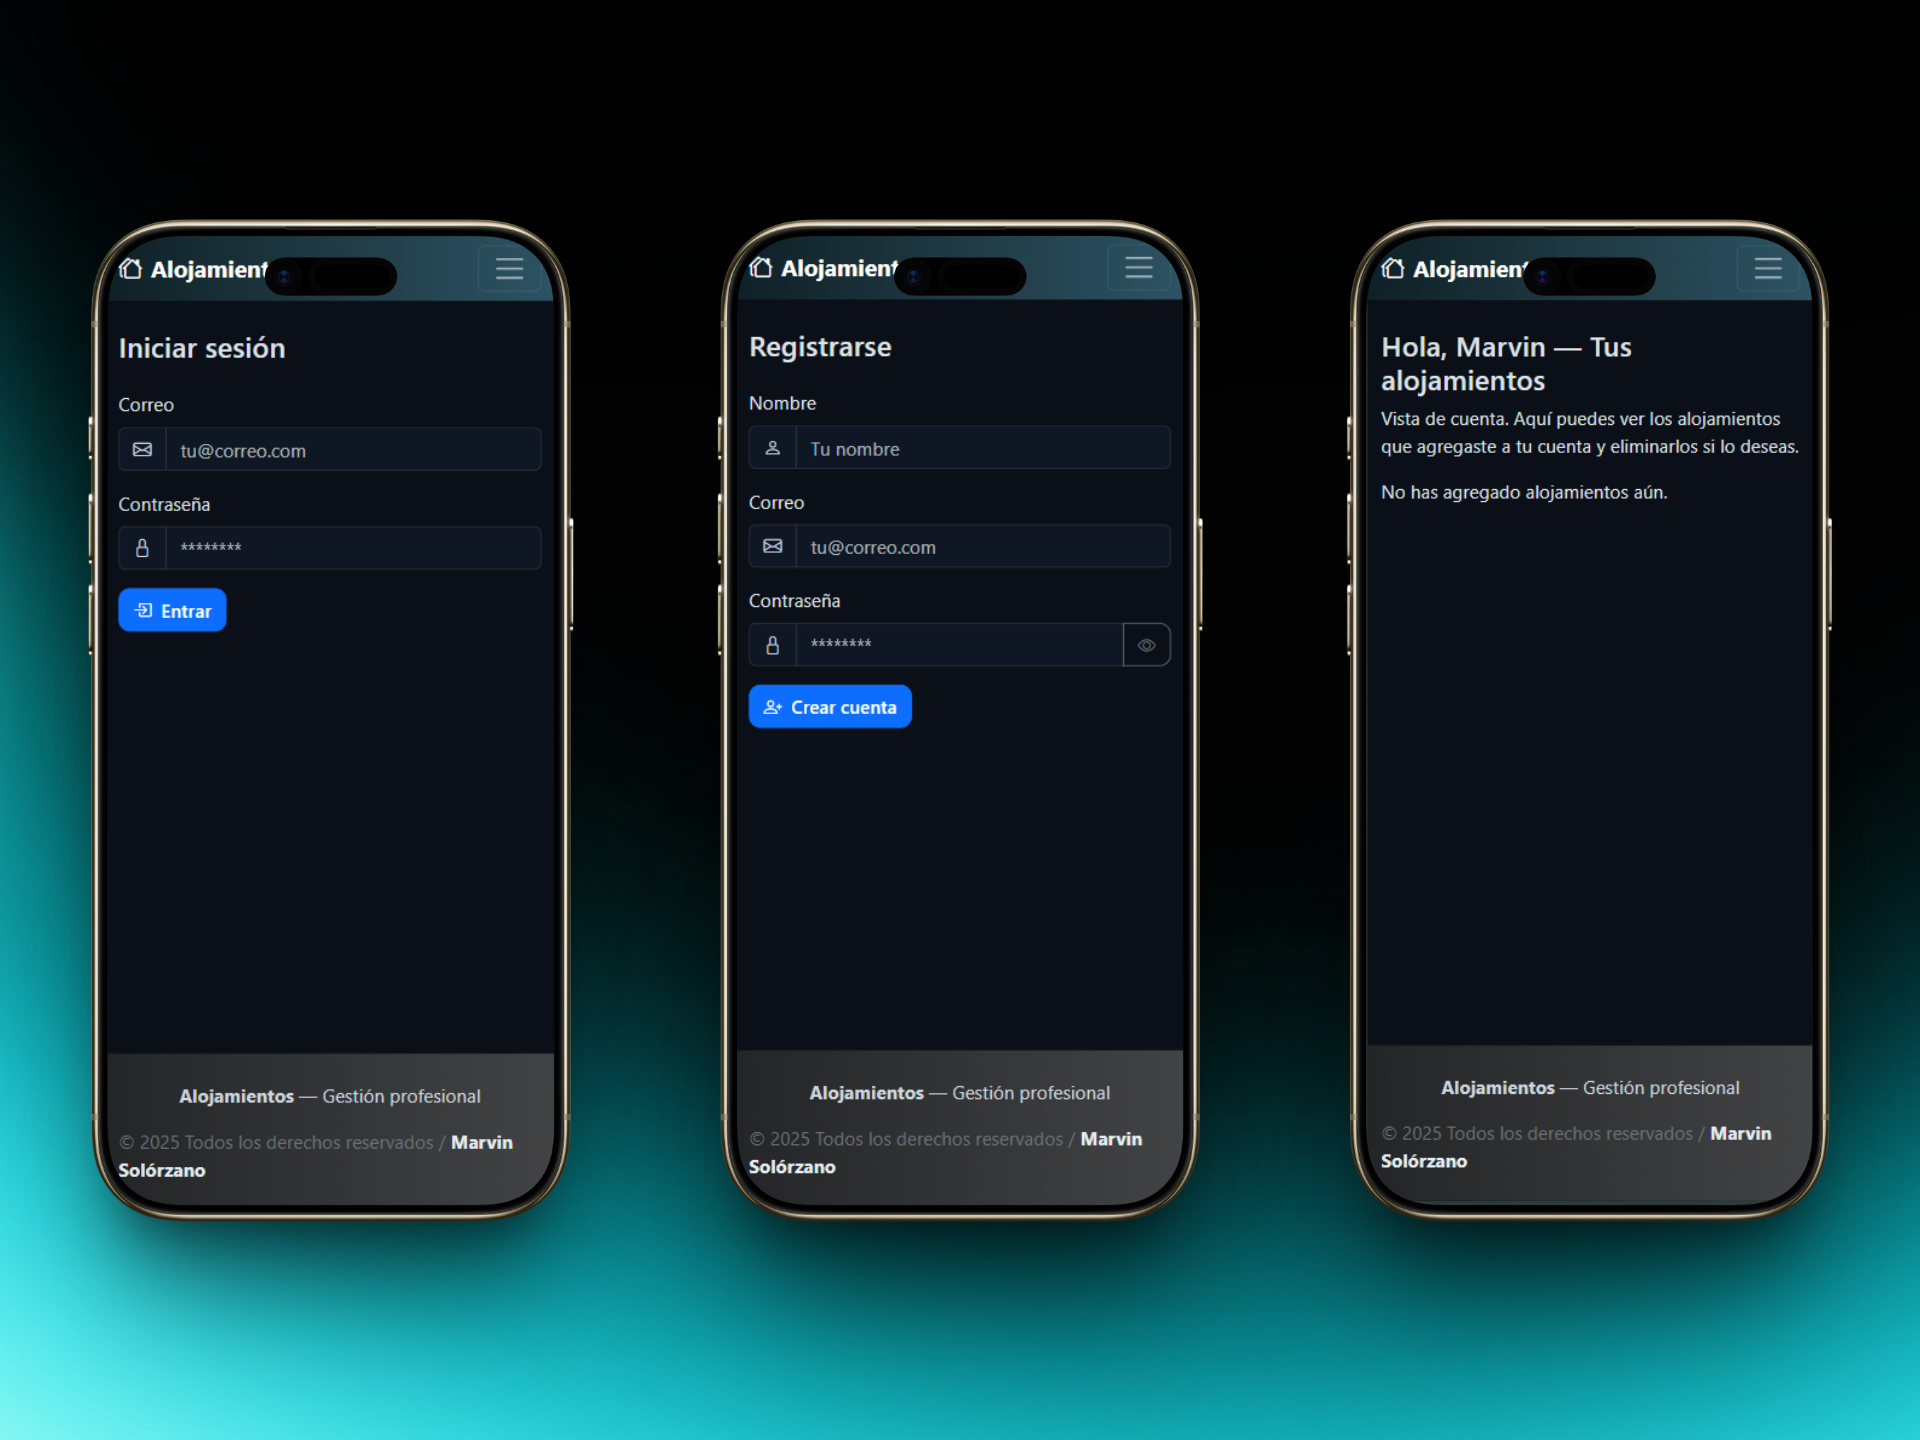 Alojamient
Iniciar sesión
Correo
tu@correo.com
Contraseña
********
Entrar
Alojamientos — Gestión profesional
© 2025 Todos los derechos reservados / Marvin
Solórzano
Alojamient
Registrarse
Nombre
Tu nombre
Correo
tu@correo.com
Contraseña
********
Crear cuenta
Alojamientos — Gestión profesional
© 2025 Todos los derechos reservados / Marvin
Solórzano
Alojamient
Hola, Marvin — Tus
alojamientos
Vista de cuenta. Aquí puedes ver los alojamientos
que agregaste a tu cuenta y eliminarlos si lo deseas.
No has agregado alojamientos aún.
Alojamientos — Gestión profesional
© 2025 Todos los derechos reservados / Marvin
Solórzano